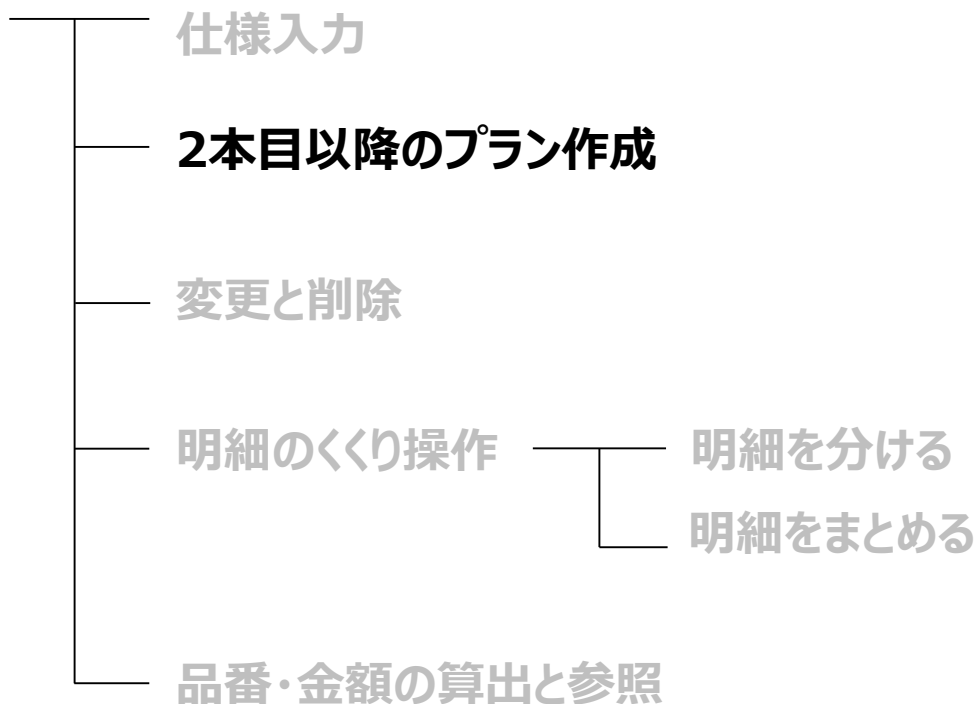 仕様入力
2本目以降のプラン作成
変更と削除
明細のくくり操作
明細を分ける
明細をまとめる
品番・金額の算出と参照